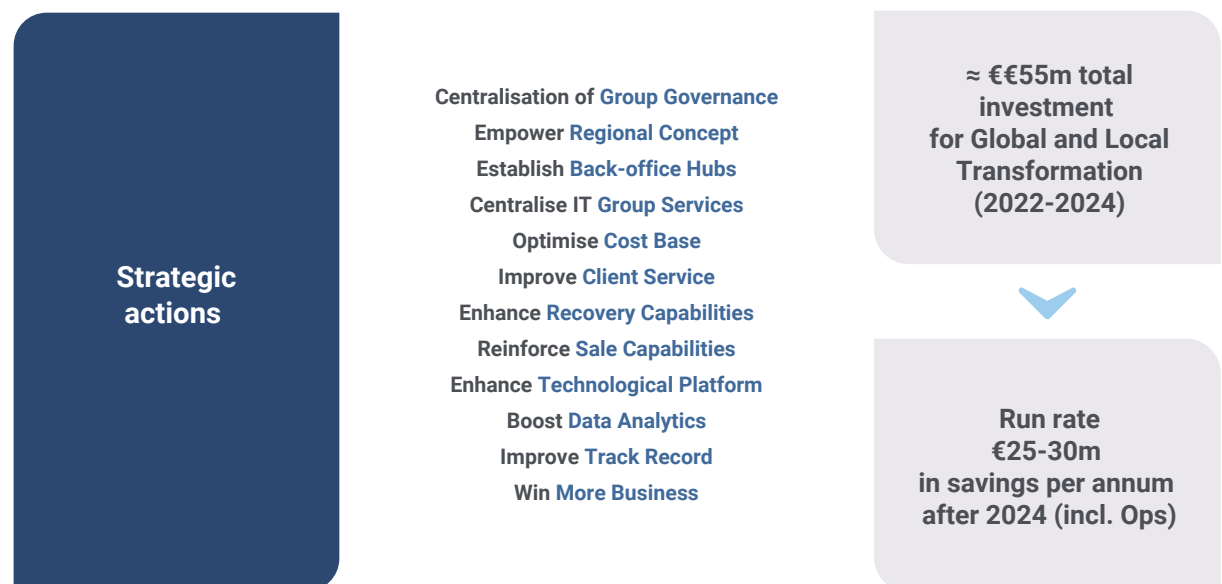 Strategic
actions
Centralisation of Group Governance
Empower Regional Concept
Establish Back-office Hubs
Centralise IT Group Services
Optimise Cost Base
Improve Client Service
Enhance Recovery Capabilities
Reinforce Sale Capabilities
Enhance Technological Platform
Boost Data Analytics
Improve Track Record
Win More Business
≈ €€55m total
investment
for Global and Local
Transformation
(2022-2024)
Run rate
€25-30m
in savings per annum
after 2024 (incl. Ops)